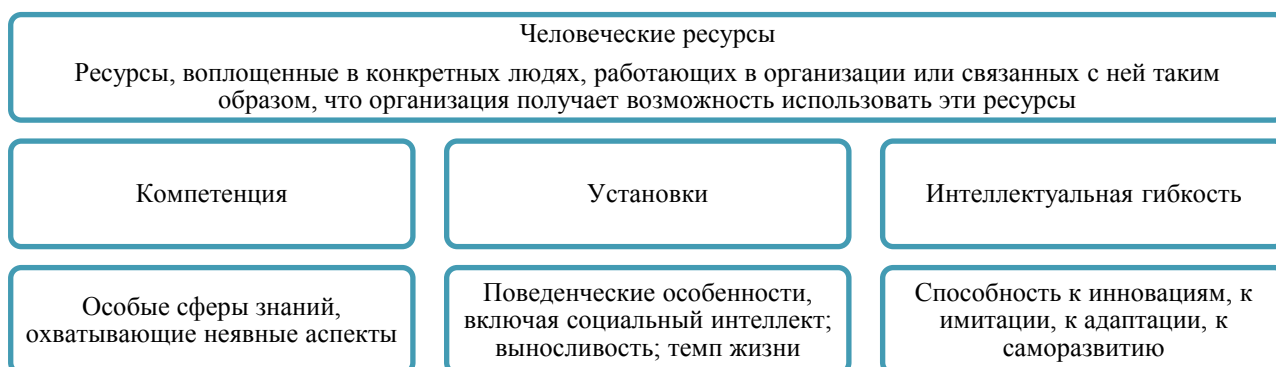 Человеческие ресурсы
Ресурсы, воплощенные в конкретных людях, работающих в организации или связанных с ней таким
образом, что организация получает возможность использовать эти ресурсы
Компетенция
Установки
Интеллектуальная гибкость
Особые сферы знаний,
охватывающие неявные аспекты
Поведенческие особенности,
включая социальный интеллект;
выносливость; темп жизни
Способность к инновациям, к
имитации, к адаптации, к
саморазвитию